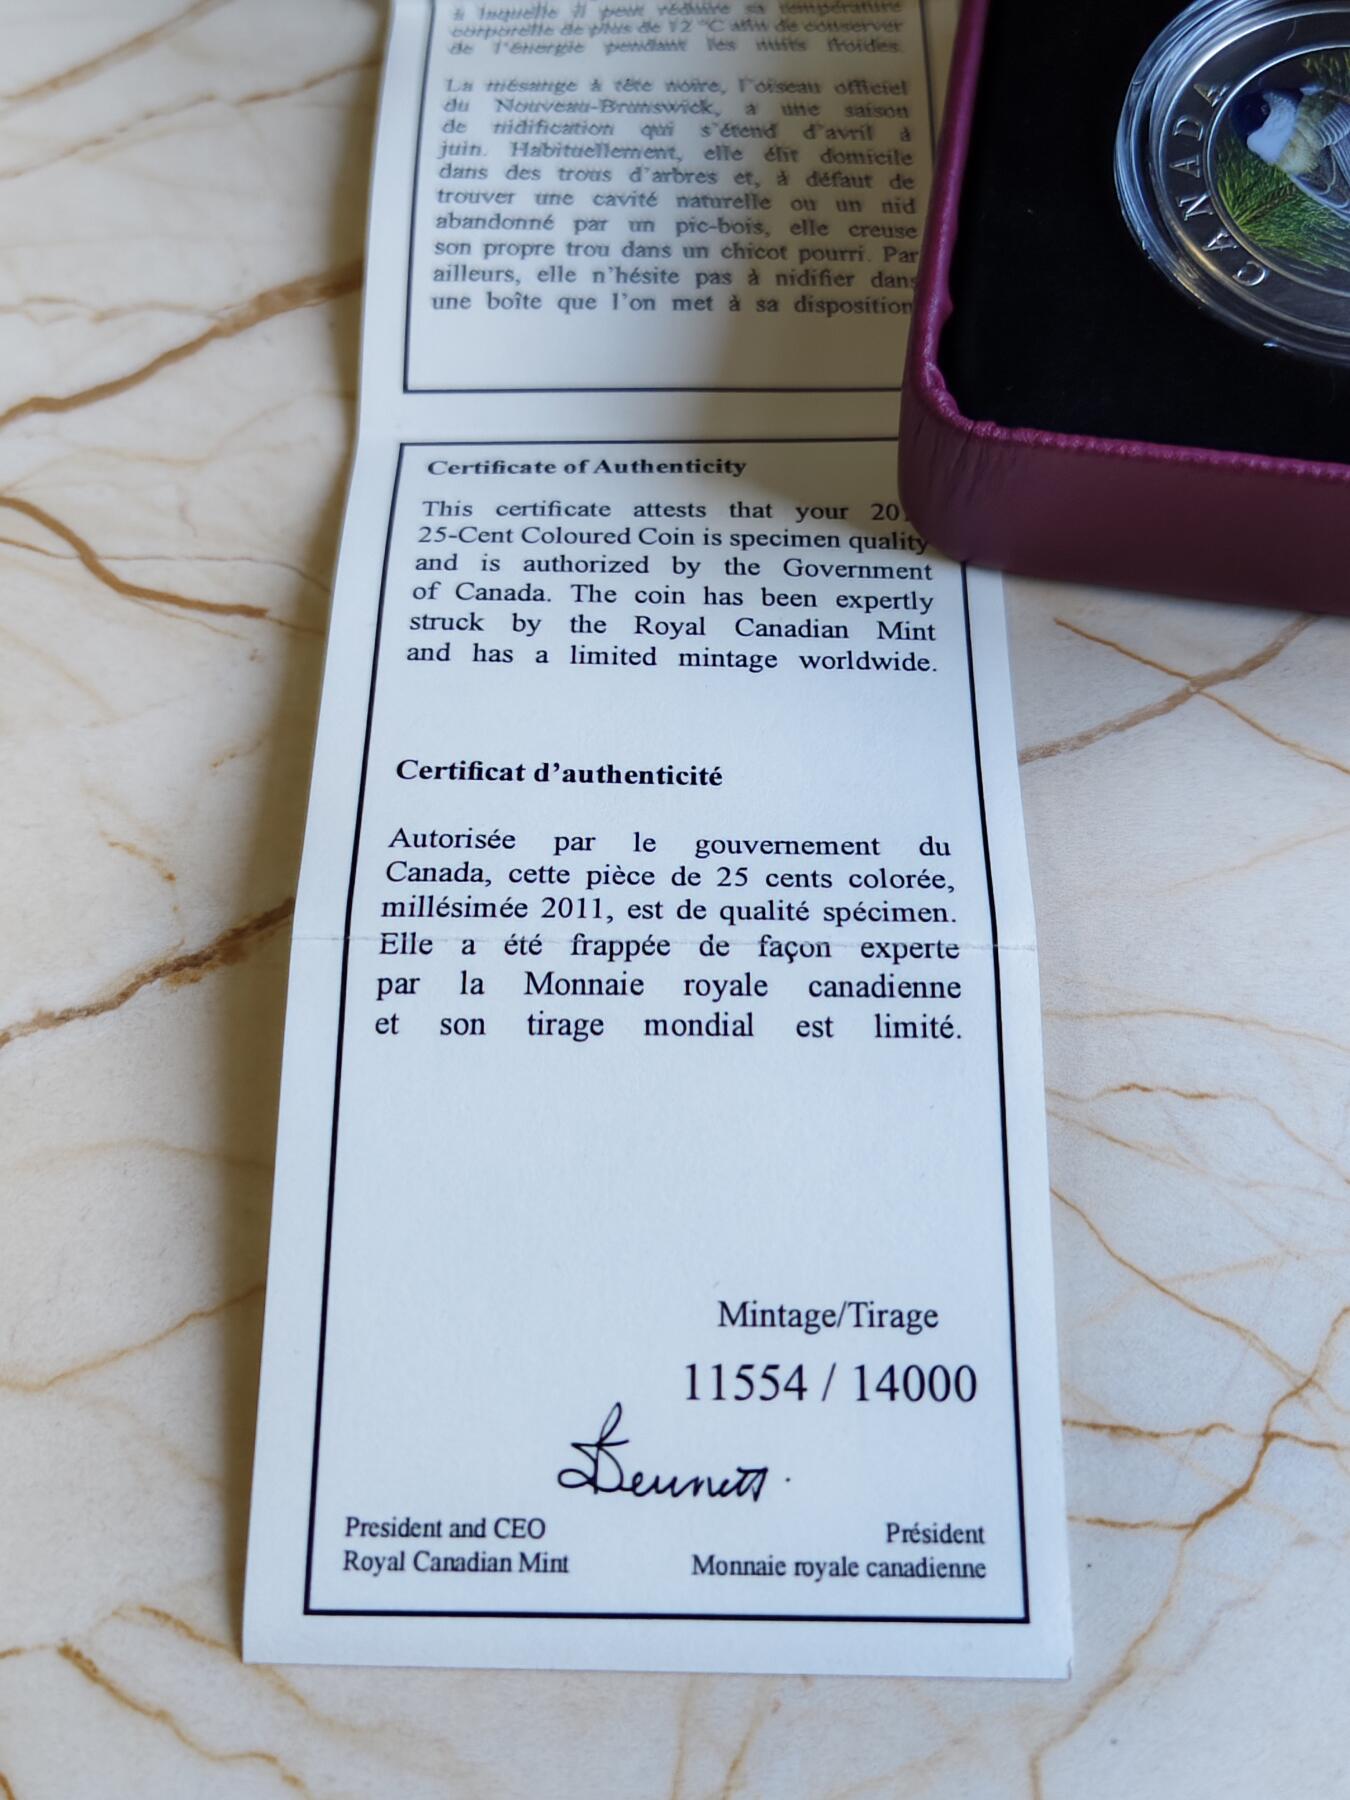 à laquelle il peut réduire sa température
corporelle de plus de 12 °C afin de conserver
de l'énergie pendant les nuits froides.
La mésange à tête noire, l'oiseau officiel
du Nouveau-Brunswick, a une saison
de nidification qui s'étend d'avril à
juin. Habituellement, elle élit domicile
dans des trous d'arbres et, à défaut de
trouver une cavité naturelle ou un nid
abandonné par un pic-bois, elle creuse
son propre trou dans un chicot pourri. Par
ailleurs, elle n'hésite pas à nidifier dans
une boîte que l'on met à sa disposition
Certificate of Authenticity
This certificate attests that your 201
25-Cent Coloured Coin is specimen quality
and is authorized by the Government
of Canada. The coin has been expertly
struck by the Royal Canadian Mint
and has a limited mintage worldwide.
Certificat d'authenticité
Autorisée par le gouvernement du
Canada, cette pièce de 25 cents colorée,
millésimée 2011, est de qualité spécimen.
Elle a été frappée de façon experte
par la Monnaie royale canadienne
et son tirage mondial est limité.
Mintage/Tirage
11554 / 14000
Bennett
President and CEO
Royal Canadian Mint
Président
Monnaie royale canadienne
CANADA